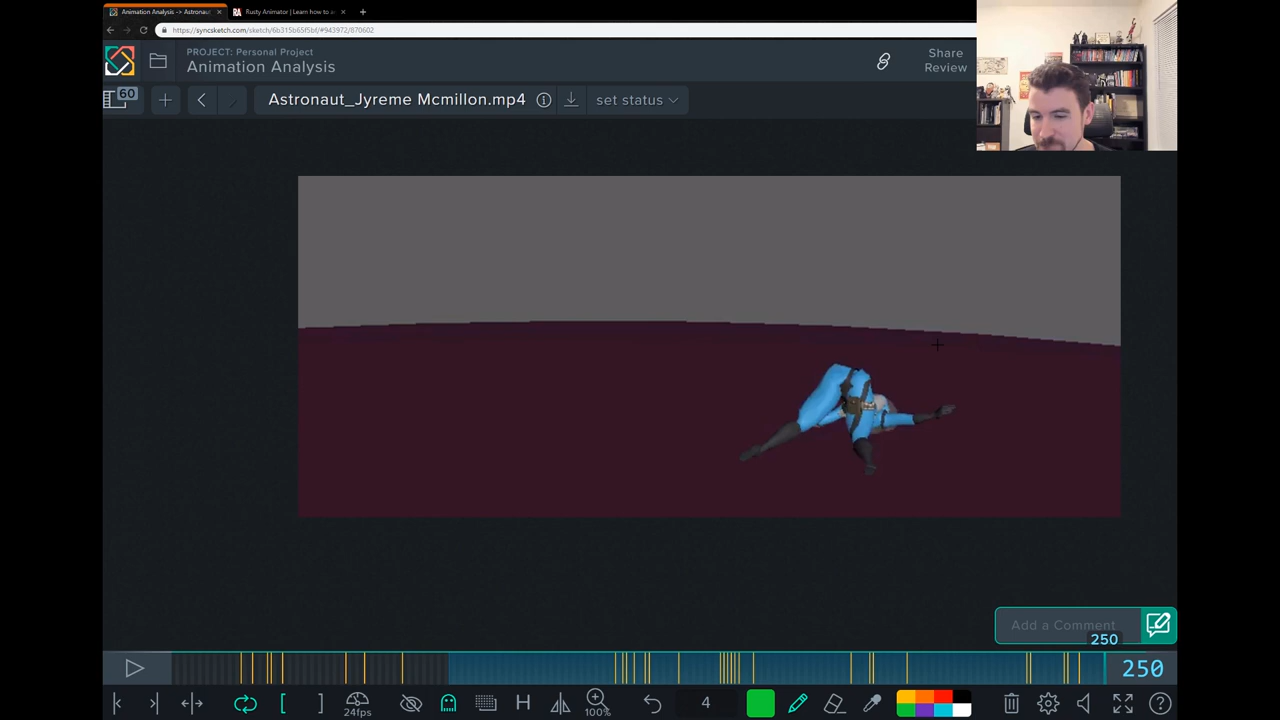 Animation Analysis -> Astronaut
Rusty Animator | Learn how to a
https://syncsketch.com/sketch/6b315b65f5bf/#943972/870602
PROJECT: Personal Project
Animation Analysis
Share
Review
60
Astronaut_Jyreme Mcmillon.mp4
set status
Add a Comment
250
250
24fps
H
100%
4